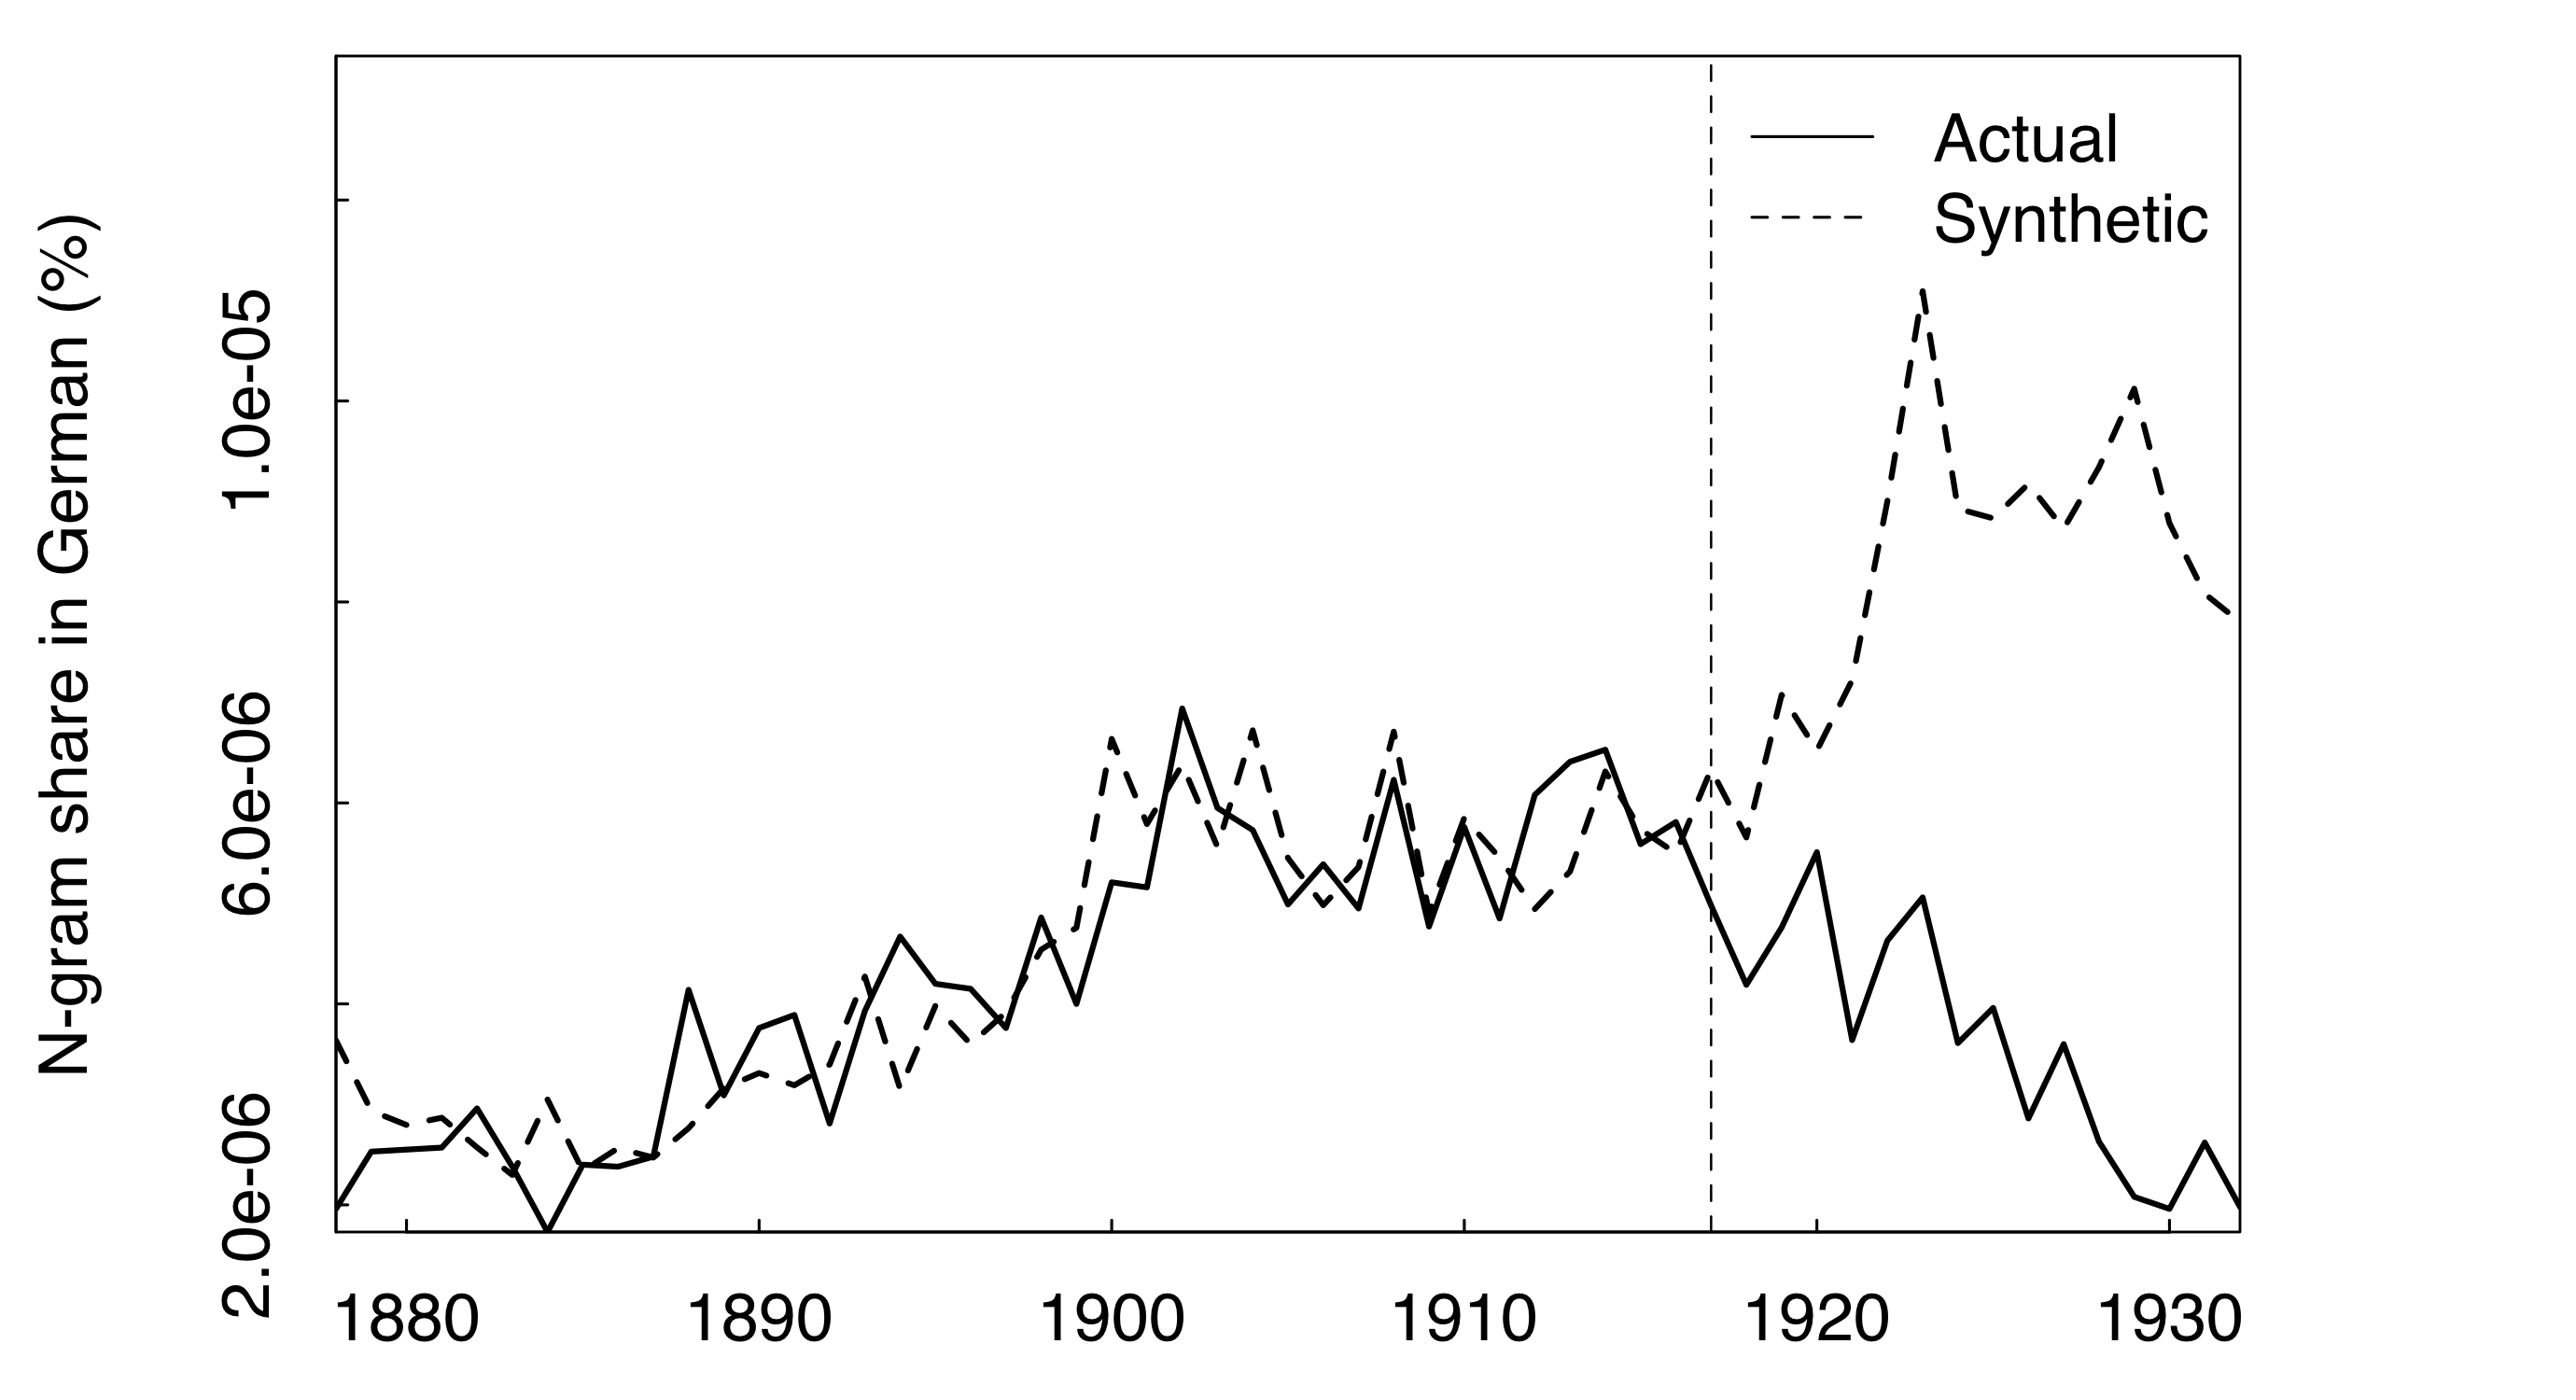 N-gram share in German (%)
1.0e-05
6.0e-06
2.0e-06
Actual
Synthetic
1880 1890 1900 1910 1920 1930